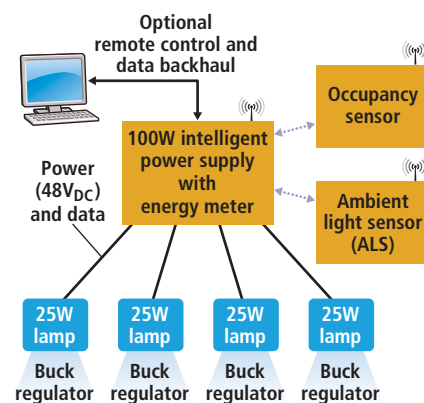 Optional
remote control and
data backhaul
Occupancy
sensor
100W intelligent
power supply
with
energy meter
Power
(48VDC)
and data
Ambient
light sensor
(ALS)
25W
lamp
25W
lamp
25W
lamp
25W
lamp
Buck
regulator
Buck
regulator
Buck
regulator
Buck
regulator